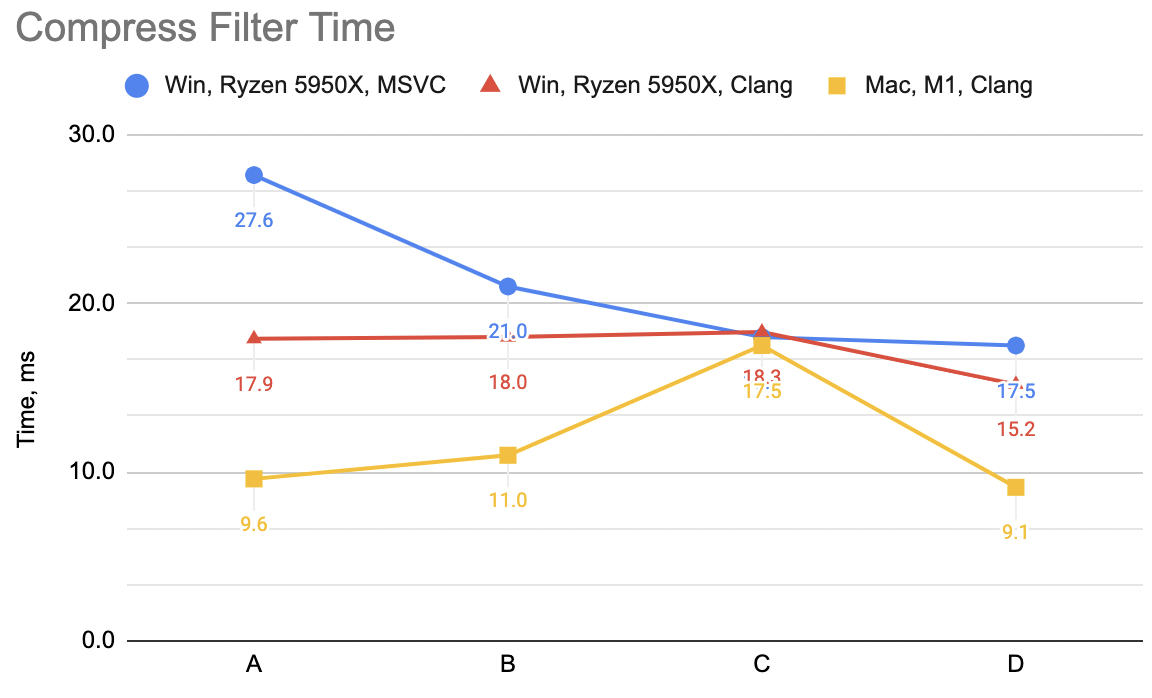 Compress Filter Time
Win, Ryzen 5950X, MSVC
Win, Ryzen 5950X, Clang
Mac, M1, Clang
30.0
27.6
20.0
21.0
17.9
18.0
18.3
17.5
17.5
15.2
Time, ms
10.0
11.0
9.6
9.1
0.0
A B C D